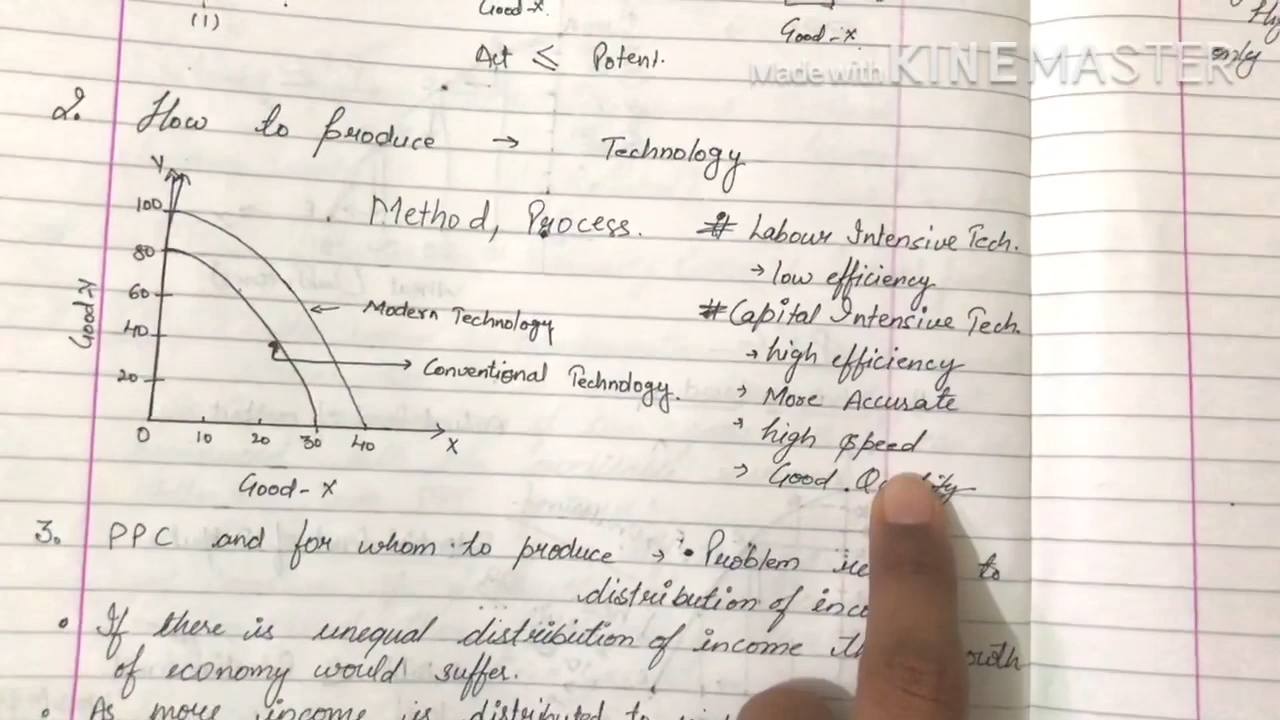 (1)
Good-X.
Good-X.
Act ≤ Potent.
only
Made with KINEMASTER
2. How to produce → Technology
Y
100
80
60
40
20
0 10 20 30 40 X
Good-Y
Good-X
Method, Process.
← Modern Technology
→ Conventional Technology.
# Labour Intensive Tech.
→ low efficiency
# Capital Intensive Tech.
→ high efficiency
→ More Accurate
→ high speed
→ Good
3. PPC and for whom to produce → • Problem to
distribution of
• If there is unequal distribution of income
of economy would suffer.
• As more income is distributed to